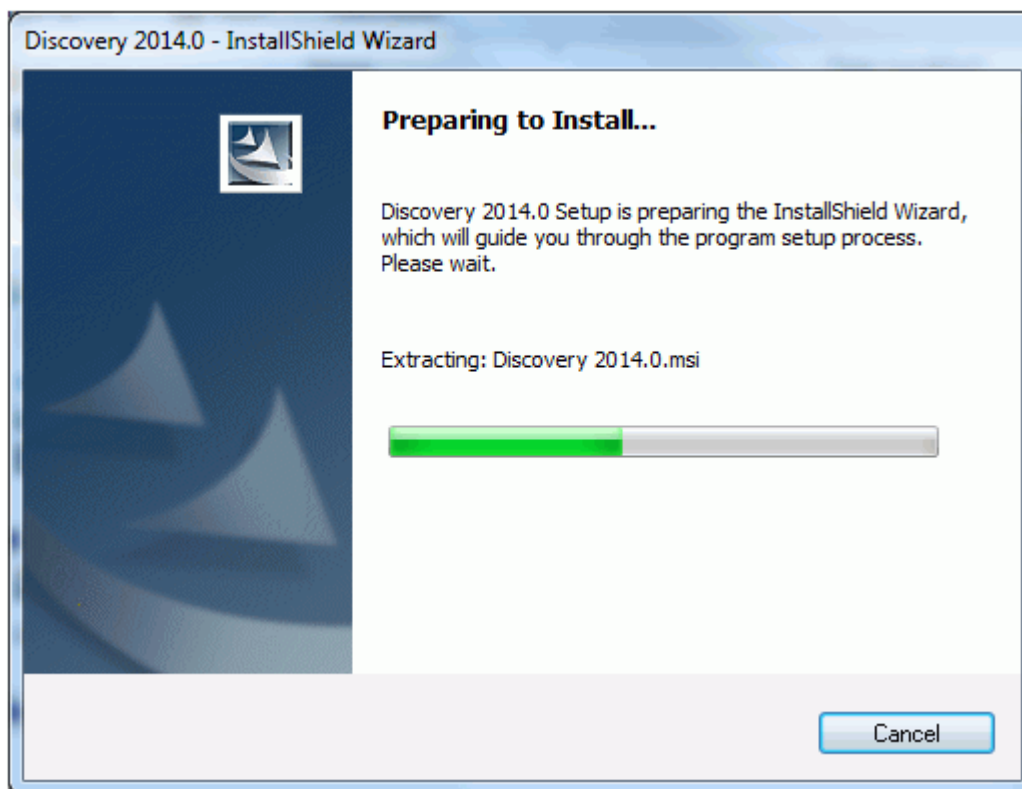 Discovery 2014.0 - InstallShield Wizard
Preparing to Install...
Discovery 2014.0 Setup is preparing the InstallShield Wizard,
which will guide you through the program setup process.
Please wait.
Extracting: Discovery 2014.0.msi
Cancel